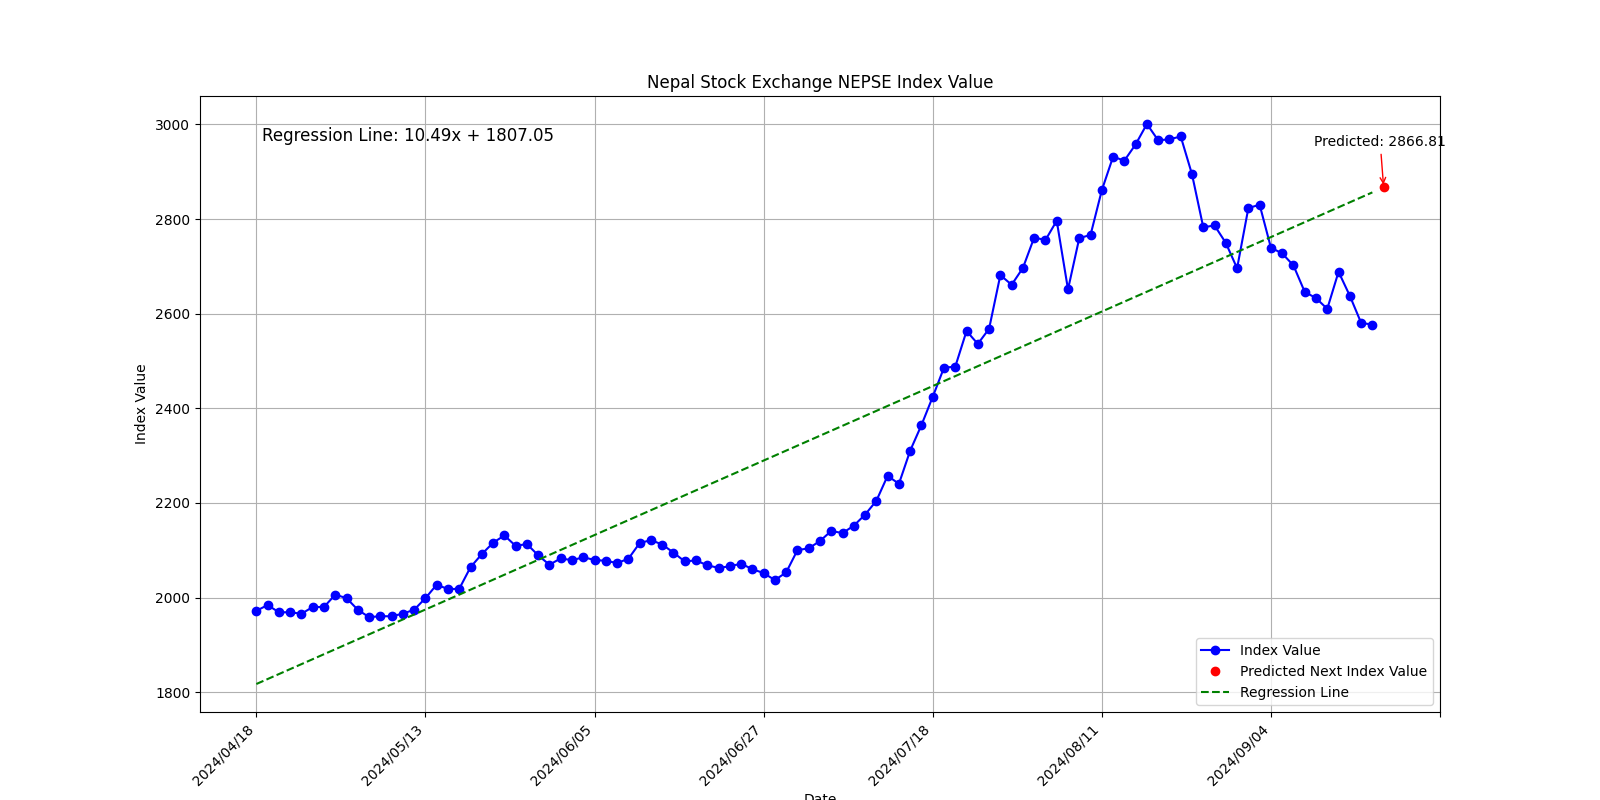 Nepal Stock Exchange NEPSE Index Value
Regression Line: 10.49x + 1807.05
Predicted: 2866.81
3000
2800
2600
2400
2200
2000
1800
Index Value
Index Value
Predicted Next Index Value
Regression Line
2024/04/18
2024/05/13
2024/06/05
2024/06/27
2024/07/18
2024/08/11
2024/09/04
Date